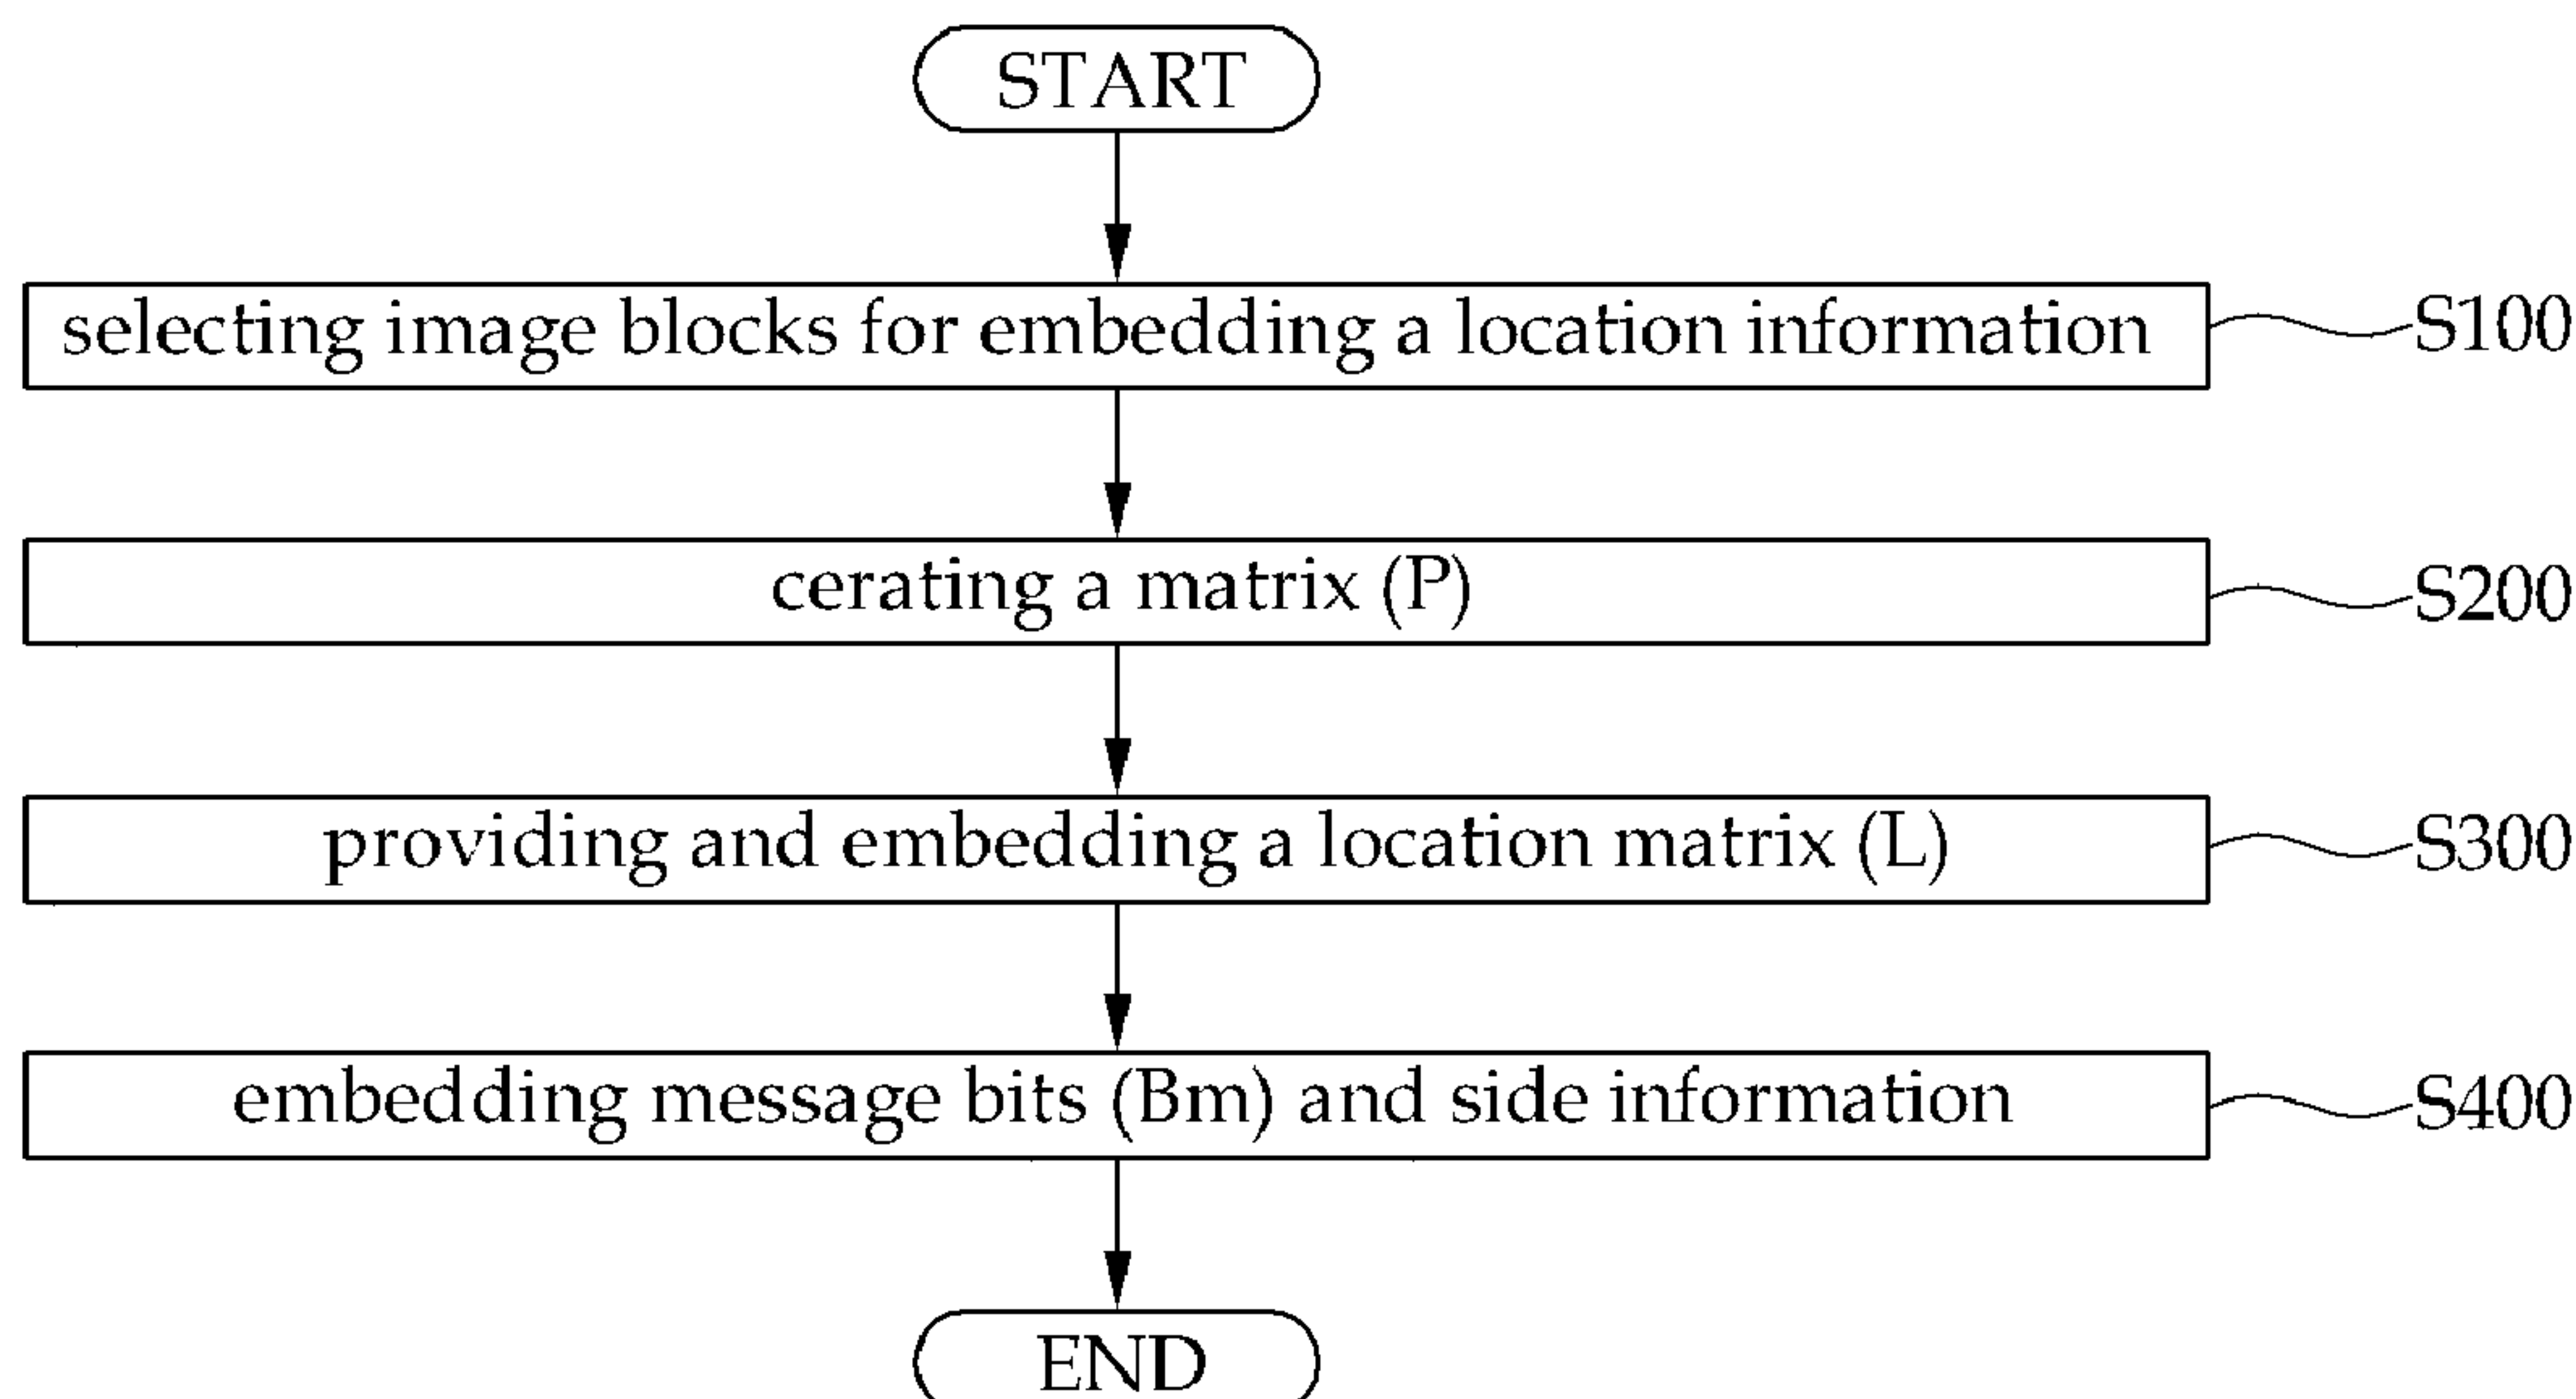 START
selecting image blocks for embedding a location information
S100
cerating a matrix (P)
S200
providing and embedding a location matrix (L)
S300
embedding message bits (Bm) and side information
S400
END